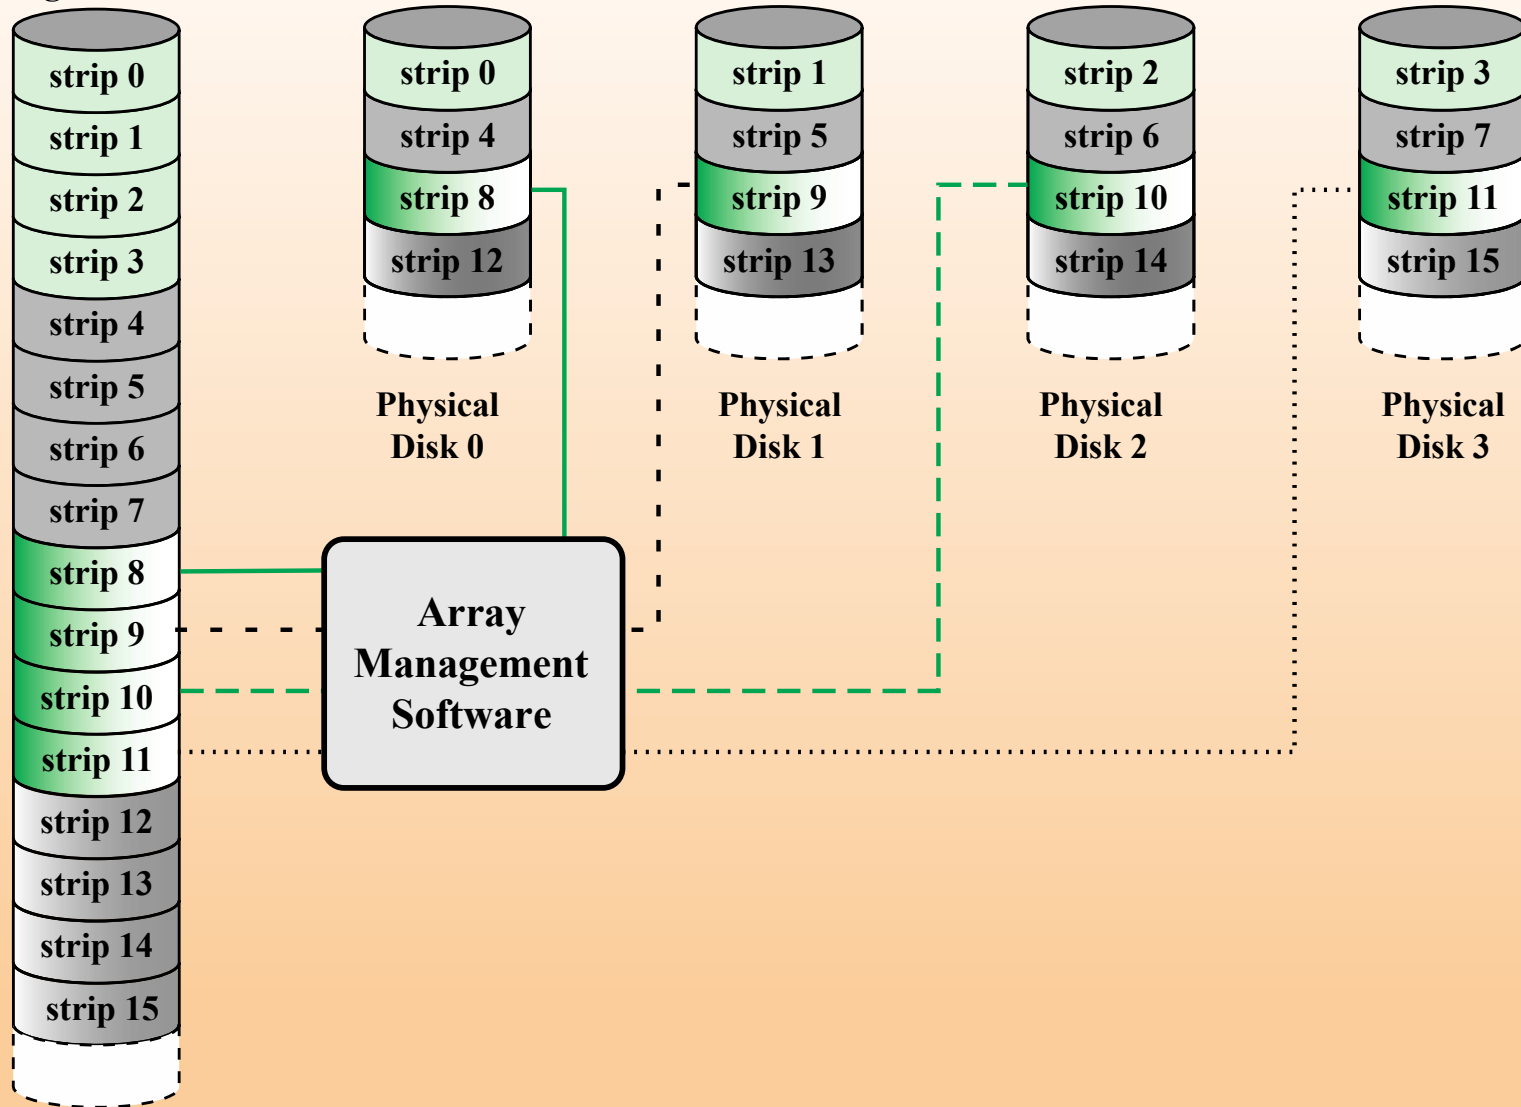 strip 0
strip 1
strip 2
strip 3
strip 4
strip 5
strip 6
strip 7
strip 8
strip 9
strip 10
strip 11
strip 12
strip 13
strip 14
strip 15
strip 0
strip 4
strip 8
strip 12
Physical
Disk 0
strip 1
strip 5
strip 9
strip 13
Physical
Disk 1
strip 2
strip 6
strip 10
strip 14
Physical
Disk 2
strip 3
strip 7
strip 11
strip 15
Physical
Disk 3
Array
Management
Software